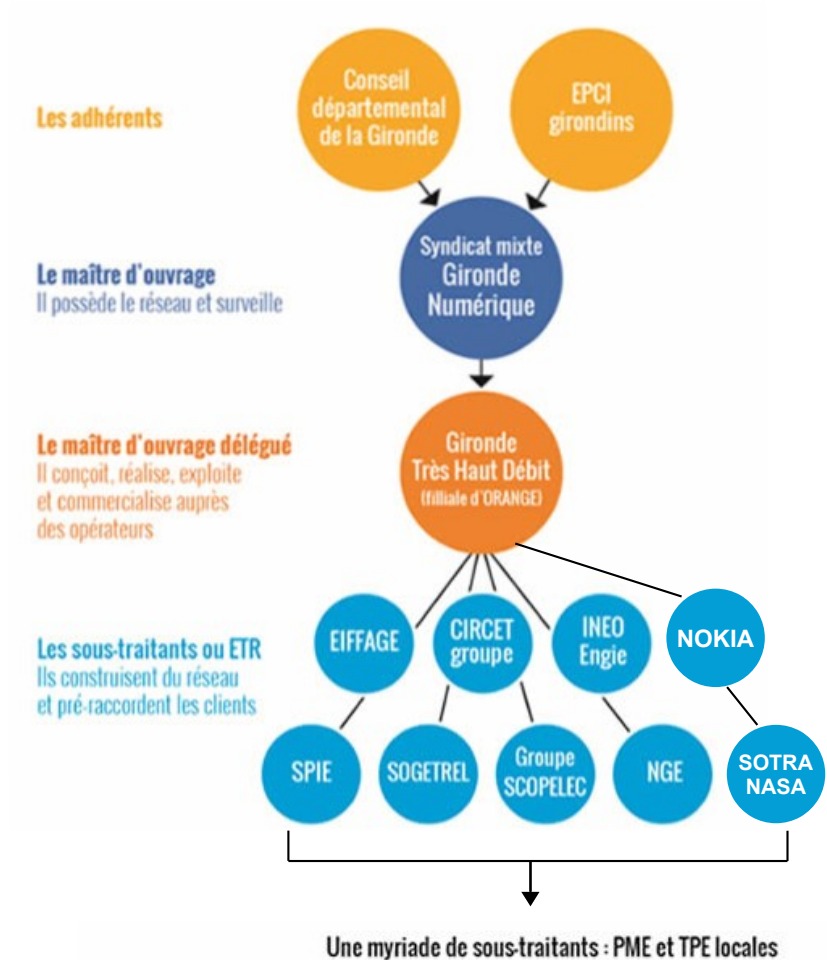 Les adhérents
Conseil
départemental
de la Gironde
EPCI
girondins
Le maître d'ouvrage
Il possède le réseau et surveille
Syndicat mixte
Gironde
Numérique
Le maître d'ouvrage délégué
Il conçoit, réalise, exploite
et commercialise auprès
des opérateurs
Gironde
Très Haut Débit
(filliale d'ORANGE)
Les sous-traitants ou ETR
Ils construisent du réseau
et pré-raccordent les clients
EIFFAGE
CIRCET
groupe
INEO
Engie
NOKIA
SPIE
SOGETREL
Groupe
SCOPELEC
NGE
SOTRA
NASA
Une myriade de sous-traitants : PME et TPE locales